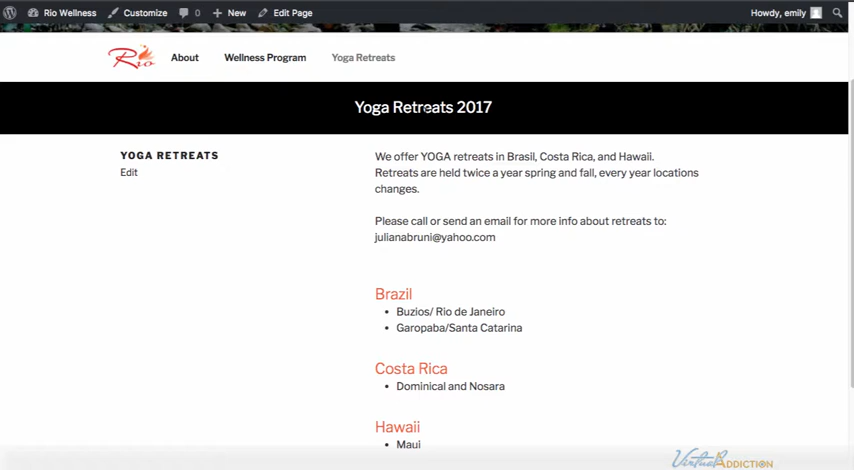 Rio Wellness Customize 0 New Edit Page Howdy, emily
Rio About Wellness Program Yoga Retreats
Yoga Retreats 2017
YOGA RETREATS
Edit
We offer YOGA retreats in Brasil, Costa Rica, and Hawaii.
Retreats are held twice a year spring and fall, every year locations
changes.
Please call or send an email for more info about retreats to:
julianabruni@yahoo.com
Brazil
Buzios/ Rio de Janeiro
Garopaba/Santa Catarina
Costa Rica
Dominical and Nosara
Hawaii
Maui
Virtual ADDICTION